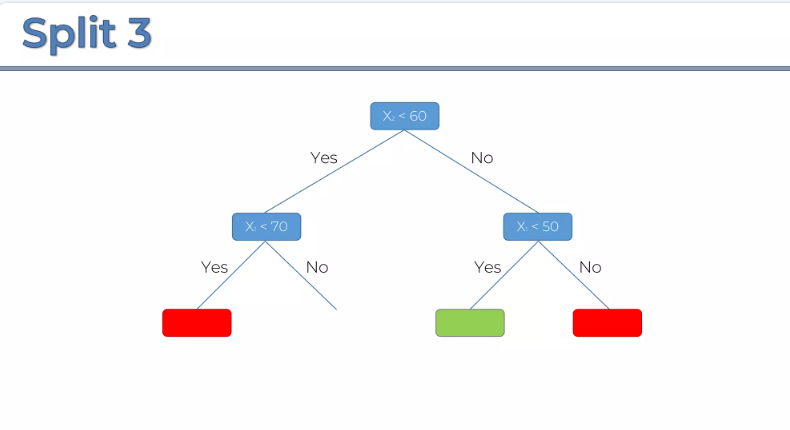 Split 3
X₂ < 60
Yes
No
X₁ < 70
X₁ < 50
Yes
No
Yes
No